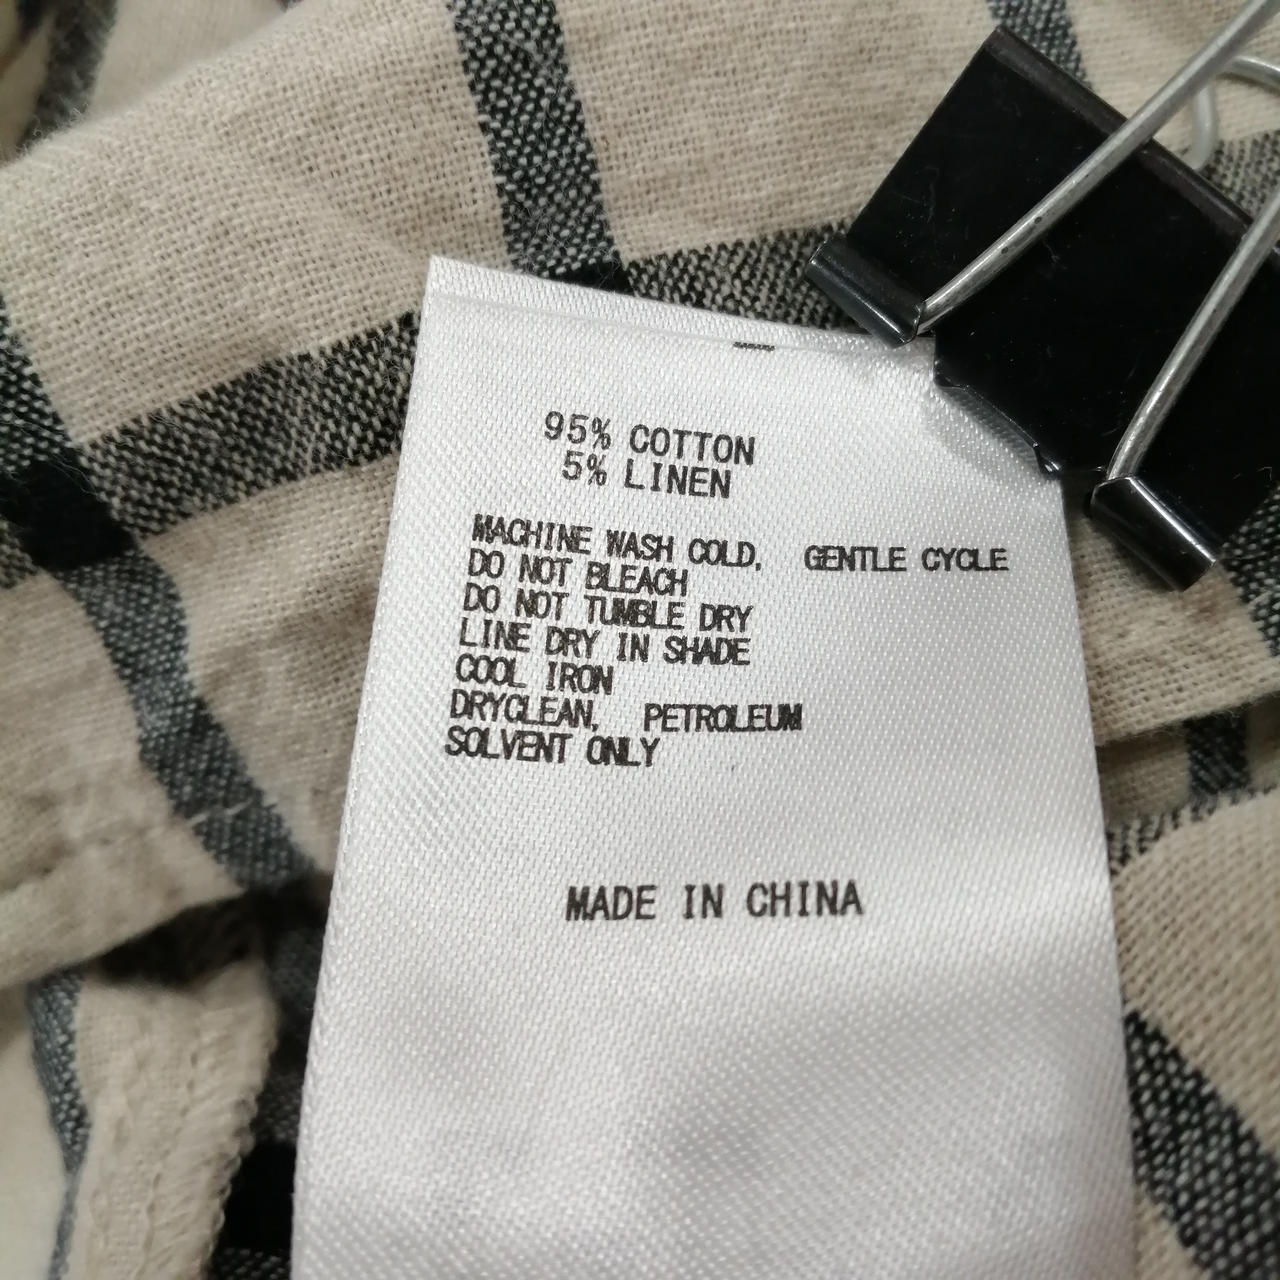 95% COTTON
5% LINEN
MACHINE WASH COLD, GENTLE CYCLE
DO NOT BLEACH
DO NOT TUMBLE DRY
LINE DRY IN SHADE
COOL IRON
DRYCLEAN, PETROLEUM
SOLVENT ONLY
MADE IN CHINA